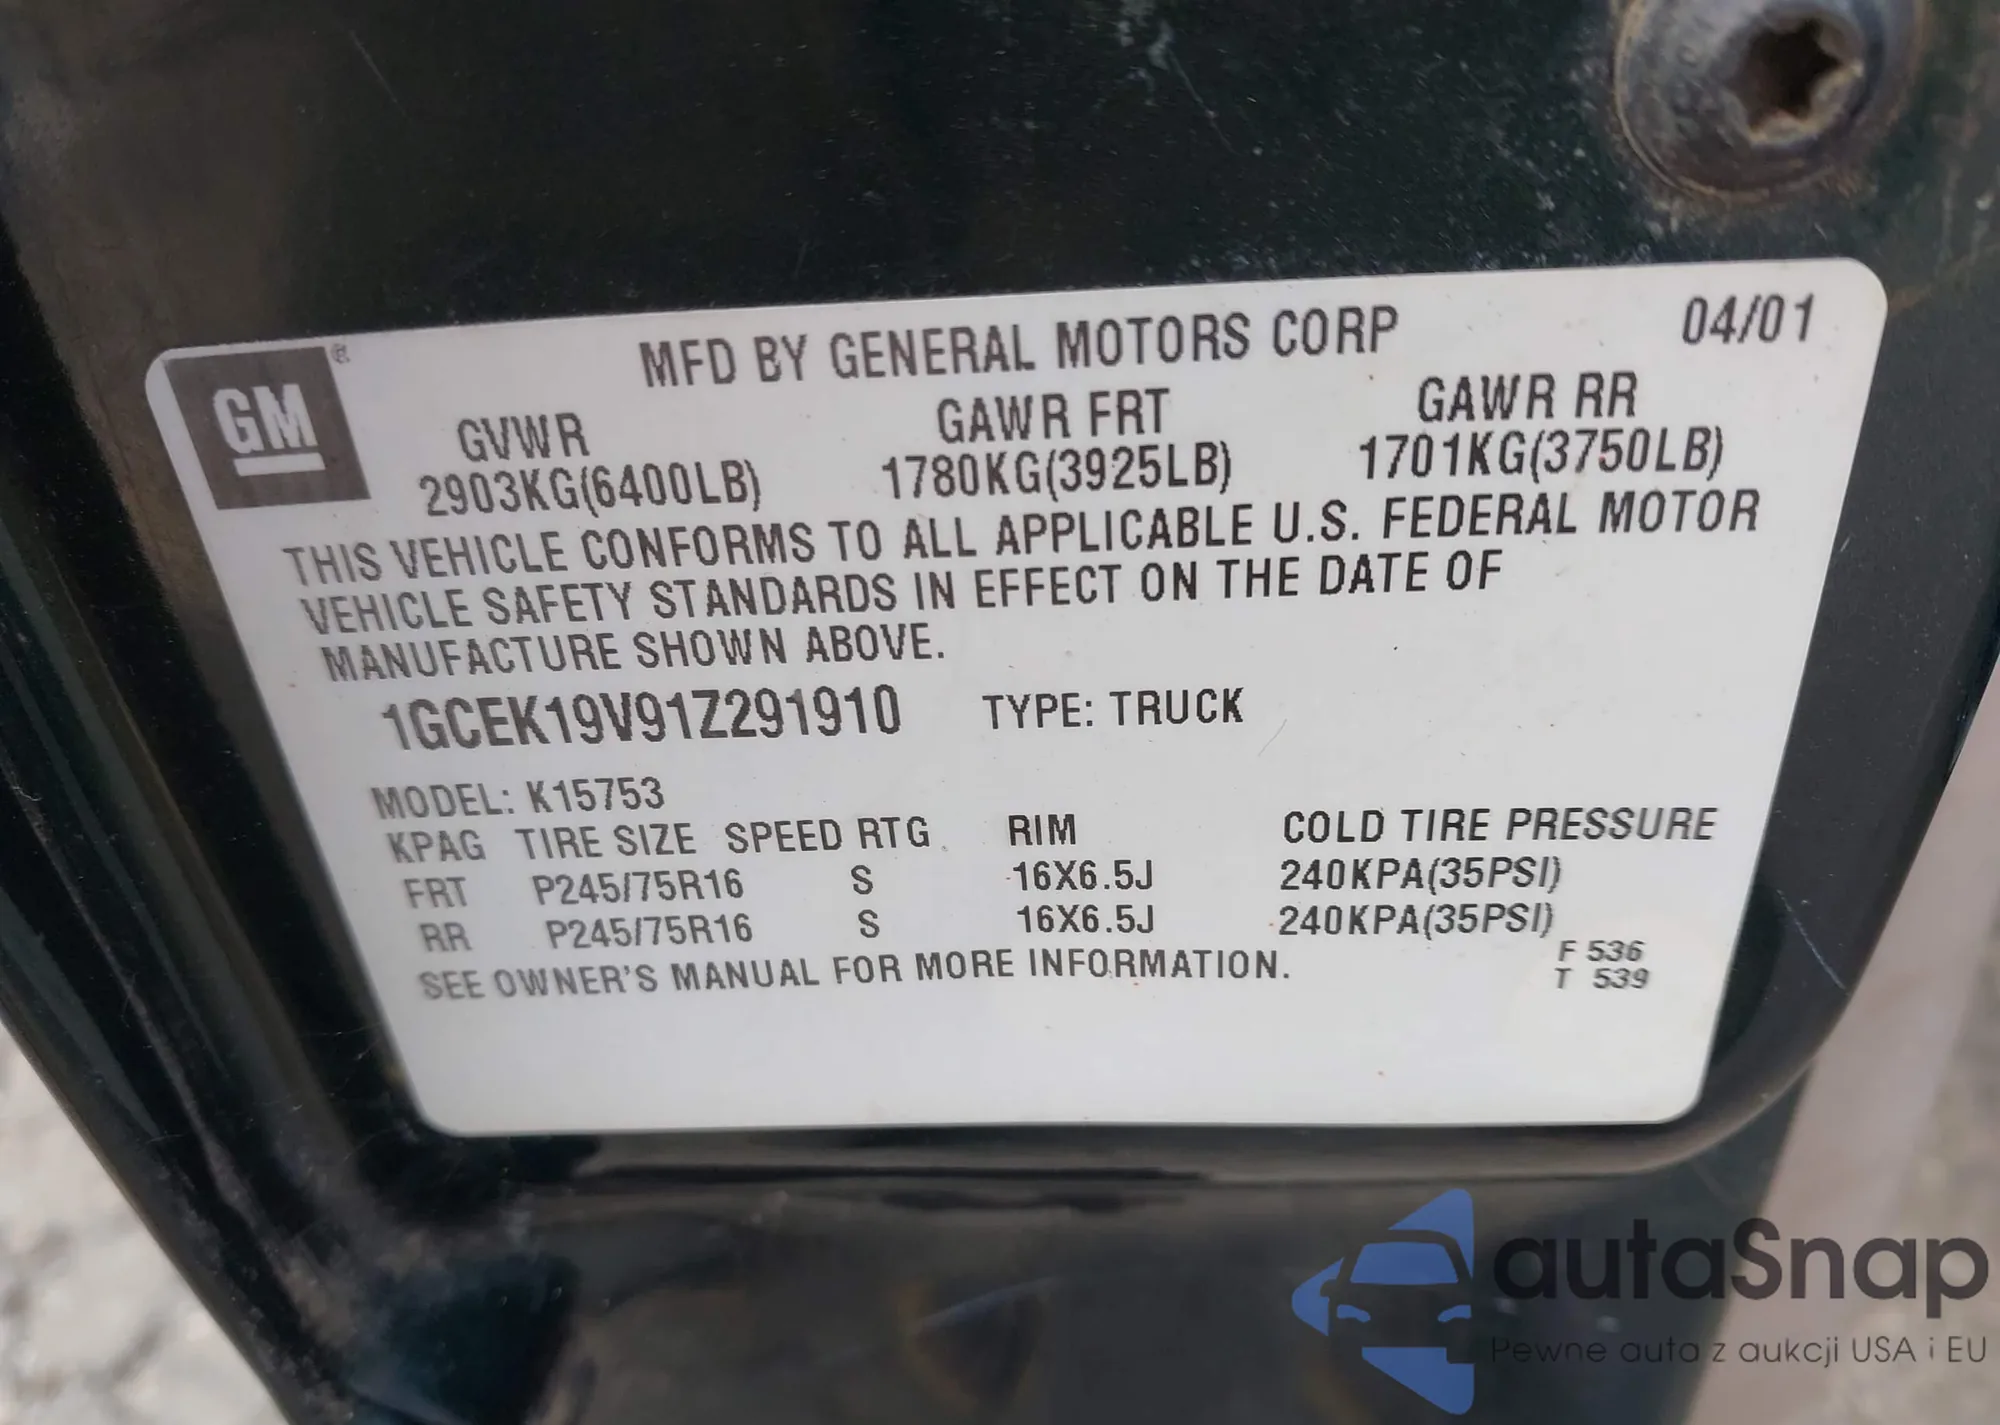 GM ®
MFD BY GENERAL MOTORS CORP 04/01
GVWR GAWR FRT GAWR RR
2903KG(6400LB) 1780KG(3925LB) 1701KG(3750LB)
THIS VEHICLE CONFORMS TO ALL APPLICABLE U.S. FEDERAL MOTOR
VEHICLE SAFETY STANDARDS IN EFFECT ON THE DATE OF
MANUFACTURE SHOWN ABOVE.
1GCEK19V91Z291910 TYPE: TRUCK
MODEL: K15753
KPAG TIRE SIZE SPEED RTG RIM COLD TIRE PRESSURE
FRT P245/75R16 S 16X6.5J 240KPA(35PSI)
RR P245/75R16 S 16X6.5J 240KPA(35PSI)
SEE OWNER'S MANUAL FOR MORE INFORMATION.
F 536
T 539
autaSnap
Pewne auta z aukcji USA i EU